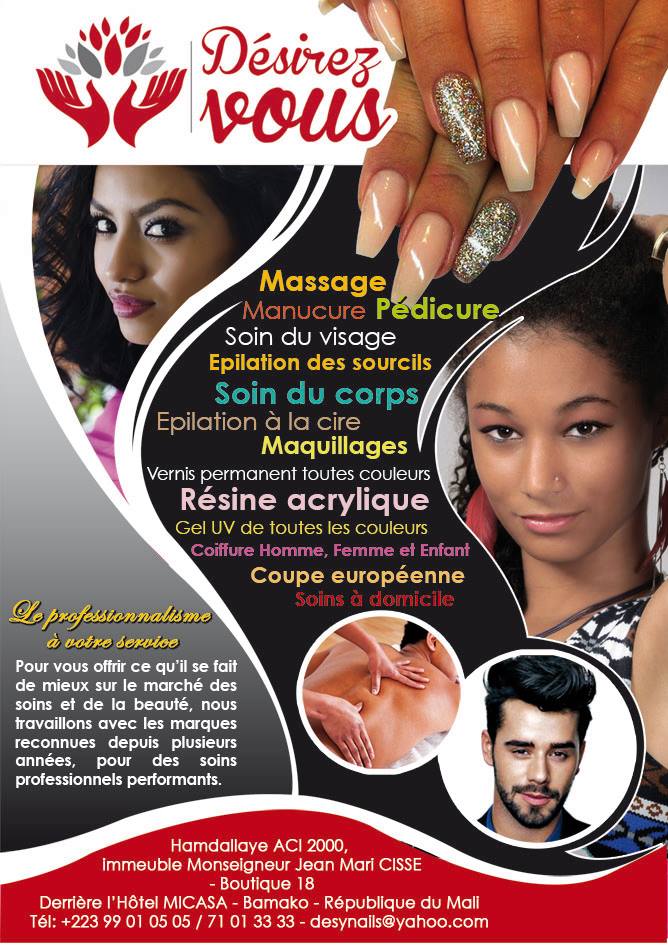 Désirez
vous
Massage
Manucure Pédicure
Soin du visage
Epilation des sourcils
Soin du corps
Epilation à la cire
Maquillages
Vernis permanent toutes couleurs
Résine acrylique
Gel UV de toutes les couleurs
Coiffure Homme, Femme et Enfant
Coupe européenne
Soins à domicile
Le professionnalisme
à votre service
Pour vous offrir ce qu'il se fait
de mieux sur le marché des
soins et de la beauté, nous
travaillons avec les marques
reconnues depuis plusieurs
années, pour des soins
professionnels performants.
Hamdallaye ACI 2000,
Immeuble Monseigneur Jean Mari CISSE
- Boutique 18
Derrière l'Hôtel MICASA - Bamako - République du Mali
Tél: +223 99 01 05 05 / 71 01 33 33 - desynails@yahoo.com